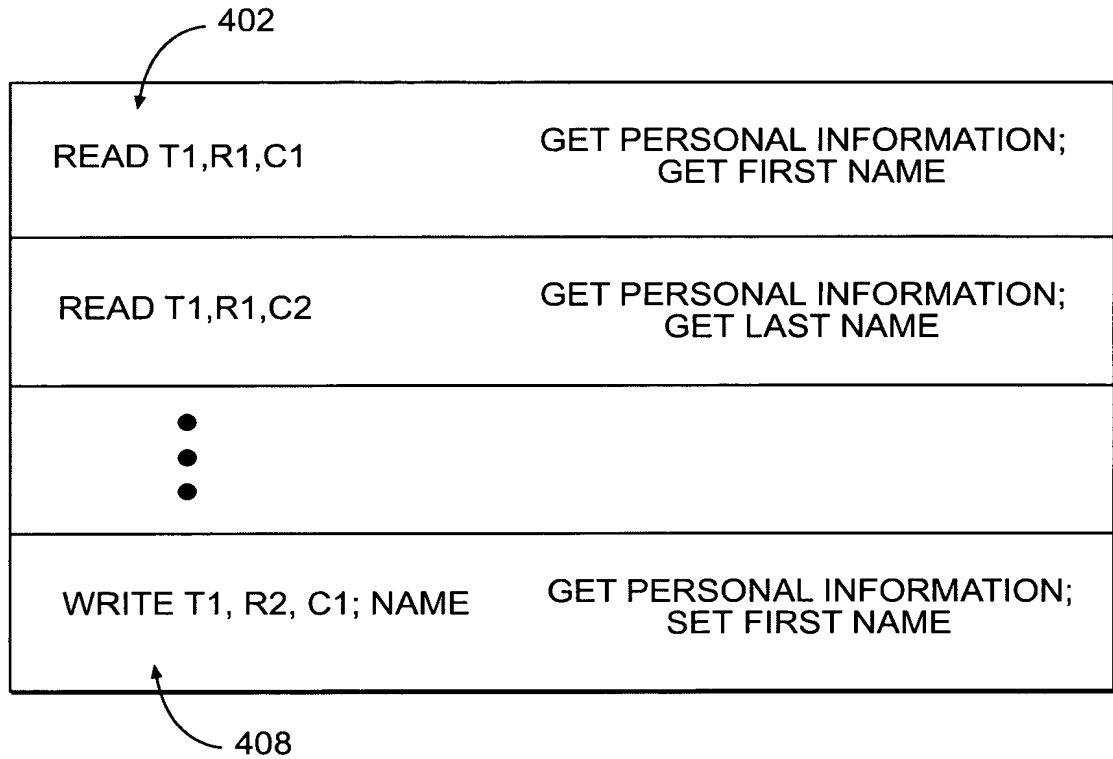 402
READ T1,R1,C1
GET PERSONAL INFORMATION;
GET FIRST NAME
READ T1,R1,C2
GET PERSONAL INFORMATION;
GET LAST NAME
WRITE T1, R2, C1; NAME
GET PERSONAL INFORMATION;
SET FIRST NAME
408